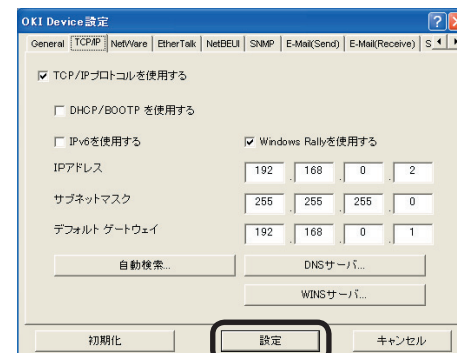 OKI Device設定
General TCP/IP NetWare EtherTalk NetBEUI SNMP E-Mail(Send) E-Mail(Receive) S
TCP/IPプロトコルを使用する
DHCP/BOOTP を使用する
IPv6を使用する Windows Rallyを使用する
IPアドレス 192 . 168 . 0 . 2
サブネットマスク 255 . 255 . 255 . 0
デフォルト ゲートウェイ 192 . 168 . 0 . 1
自動検索... DNSサーバ...
WINSサーバ...
初期化 設定 キャンセル